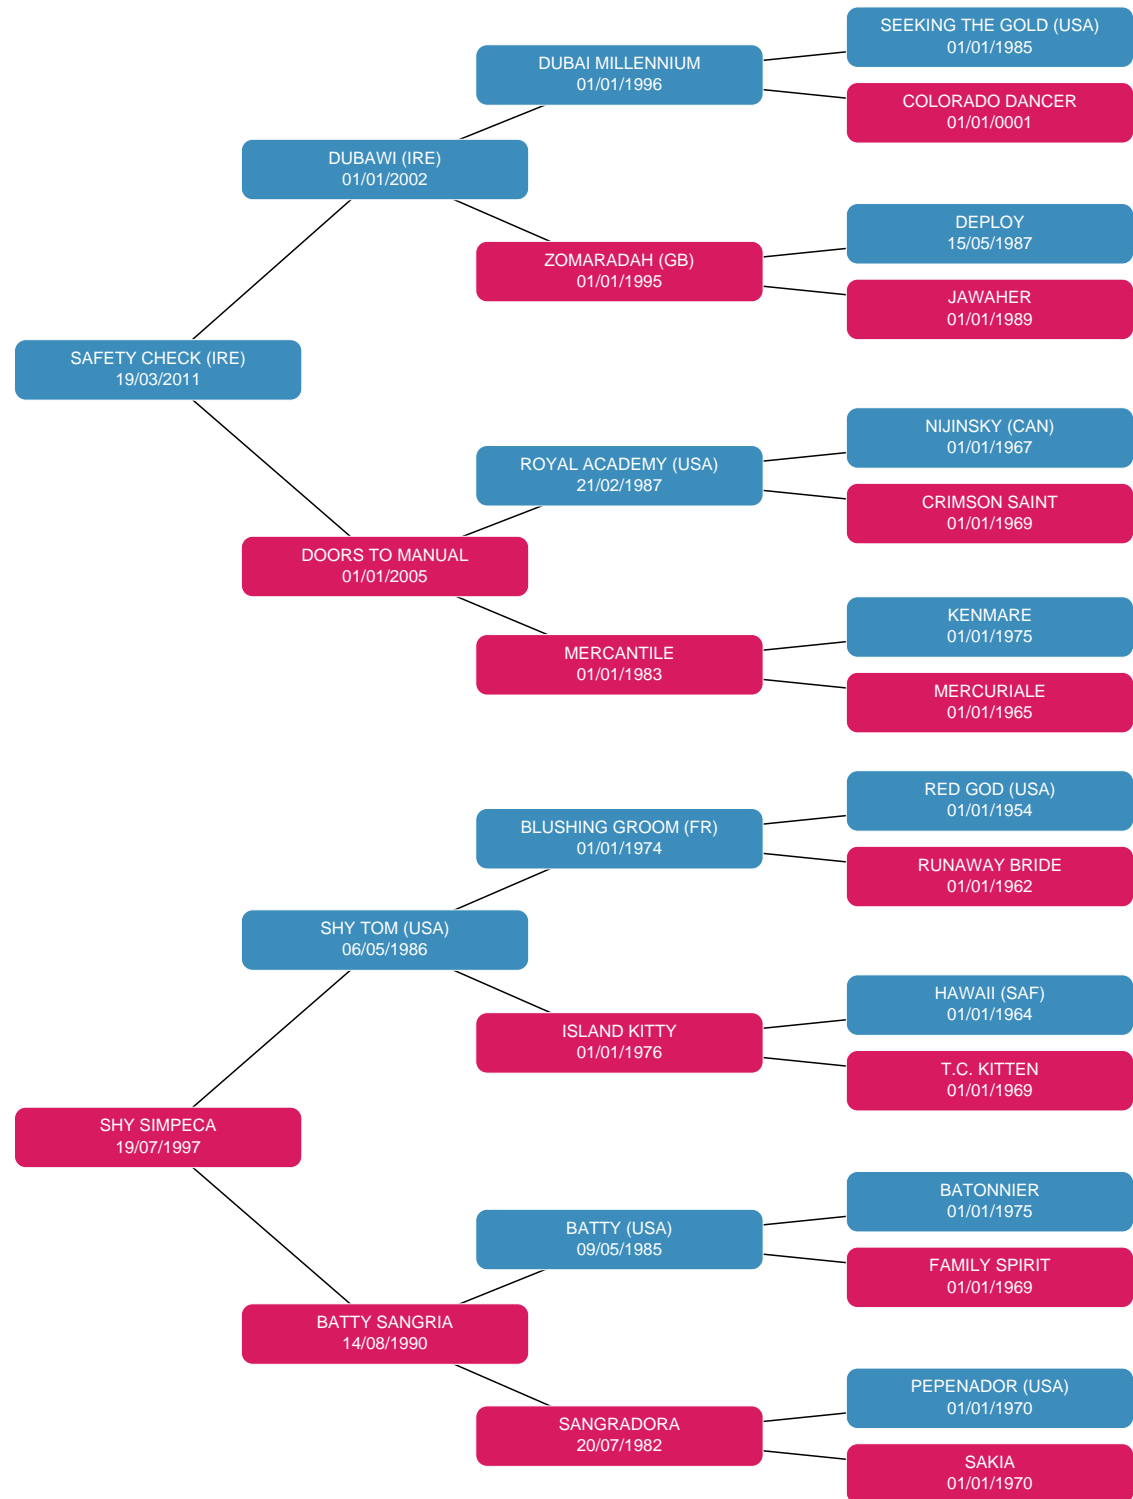 SEEKING THE GOLD (USA)
01/01/1985
DUBAI MILLENNIUM
01/01/1996
COLORADO DANCER
01/01/0001
DUBAWI (IRE)
01/01/2002
DEPLOY
15/05/1987
ZOMARADAH (GB)
01/01/1995
JAWAHER
01/01/1989
SAFETY CHECK (IRE)
19/03/2011
NIJINSKY (CAN)
01/01/1967
ROYAL ACADEMY (USA)
21/02/1987
CRIMSON SAINT
01/01/1969
DOORS TO MANUAL
01/01/2005
KENMARE
01/01/1975
MERCANTILE
01/01/1983
MERCURIALE
01/01/1965
RED GOD (USA)
01/01/1954
BLUSHING GROOM (FR)
01/01/1974
RUNAWAY BRIDE
01/01/1962
SHY TOM (USA)
06/05/1986
HAWAII (SAF)
01/01/1964
ISLAND KITTY
01/01/1976
T.C. KITTEN
01/01/1969
SHY SIMPECA
19/07/1997
BATONNIER
01/01/1975
BATTY (USA)
09/05/1985
FAMILY SPIRIT
01/01/1969
BATTY SANGRIA
14/08/1990
PEPENADOR (USA)
01/01/1970
SANGRADORA
20/07/1982
SAKIA
01/01/1970